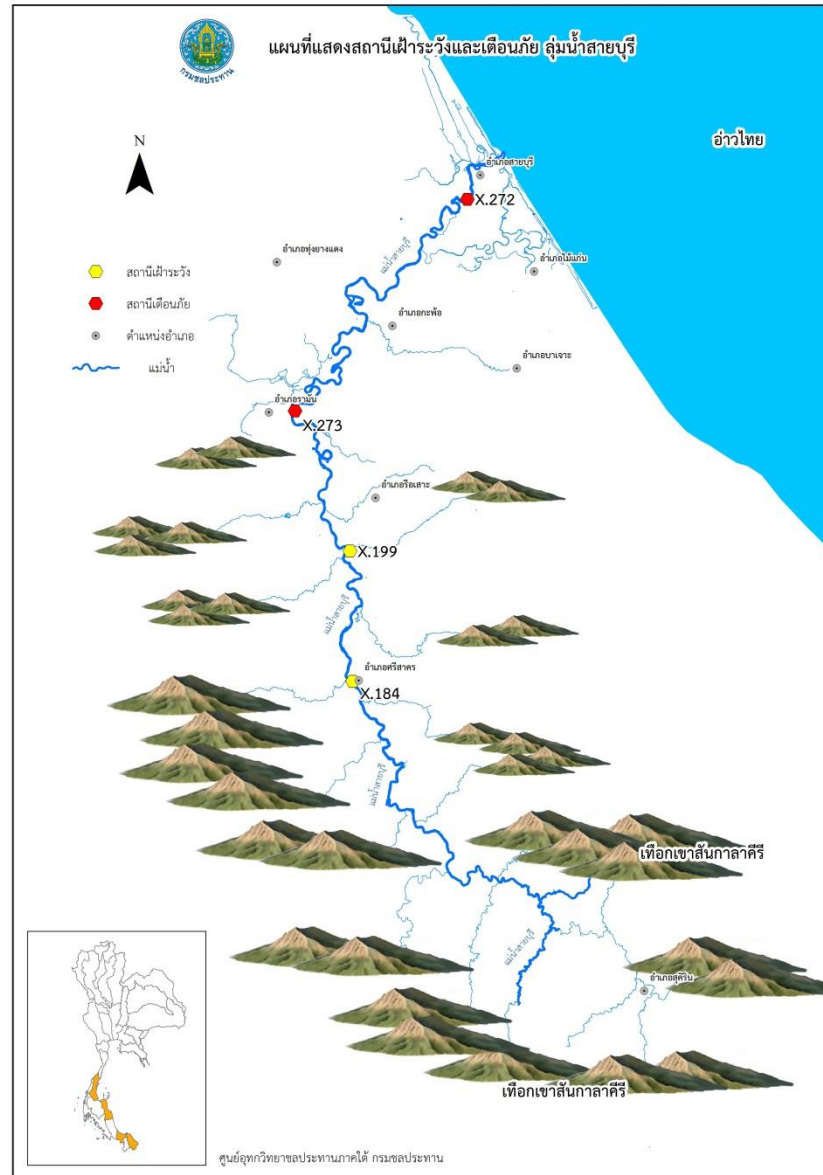 แผนที่แสดงสถานีเฝ้าระวังและเตือนภัย ลุ่มน้ำสายบุรี
กรมชลประทาน
อ่าวไทย
N
อำเภอสายบุรี
X.272
แม่น้ำสายบุรี
อำเภอทุ่งยางแดง
อำเภอไม้แก่น
สถานีเฝ้าระวัง
สถานีเตือนภัย
ตำแหน่งอำเภอ
แม่น้ำ
อำเภอกะพ้อ
อำเภอบาเจาะ
อำเภอรามัน
X.273
อำเภอรือเสาะ
X.199
แม่น้ำสายบุรี
อำเภอศรีสาคร
X.184
แม่น้ำสายบุรี
เทือกเขาสันกาลาคีรี
แม่น้ำสายบุรี
อำเภอสุคิริน
เทือกเขาสันกาลาคีรี
ศูนย์อุทกวิทยาชลประทานภาคใต้ กรมชลประทาน